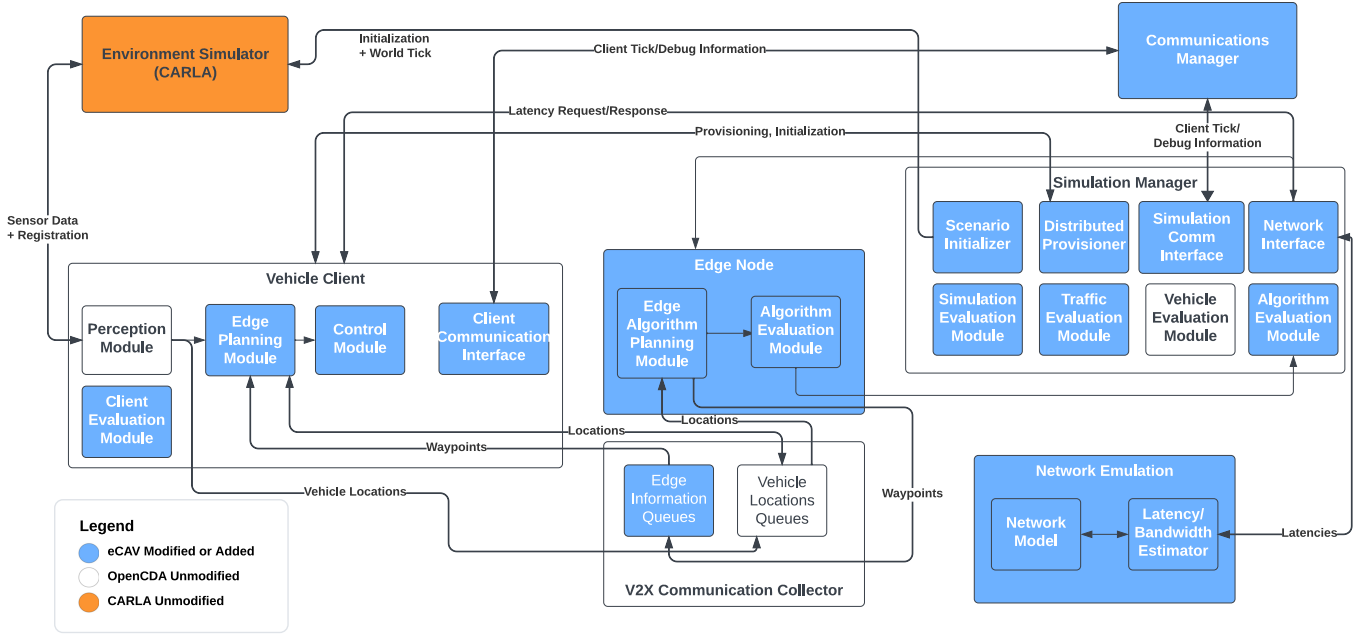 Environment Simulator
(CARLA)
Initialization
+ World Tick
Client Tick/Debug Information
Communications
Manager
Latency Request/Response
Provisioning, Initialization
Client Tick/
Debug Information
Sensor Data
+ Registration
Simulation Manager
Scenario
Initializer
Distributed
Provisioner
Simulation
Comm
Interface
Network
Interface
Simulation
Evaluation
Module
Traffic
Evaluation
Module
Vehicle
Evaluation
Module
Algorithm
Evaluation
Module
Vehicle Client
Perception
Module
Edge
Planning
Module
Control
Module
Client
Communication
Interface
Client
Evaluation
Module
Edge Node
Edge
Algorithm
Planning
Module
Algorithm
Evaluation
Module
Locations
Locations
Waypoints
Vehicle Locations
Waypoints
Edge
Information
Queues
Vehicle
Locations
Queues
V2X Communication Collector
Network Emulation
Network
Model
Latency/
Bandwidth
Estimator
Latencies
Legend
eCAV Modified or Added
OpenCDA Unmodified
CARLA Unmodified